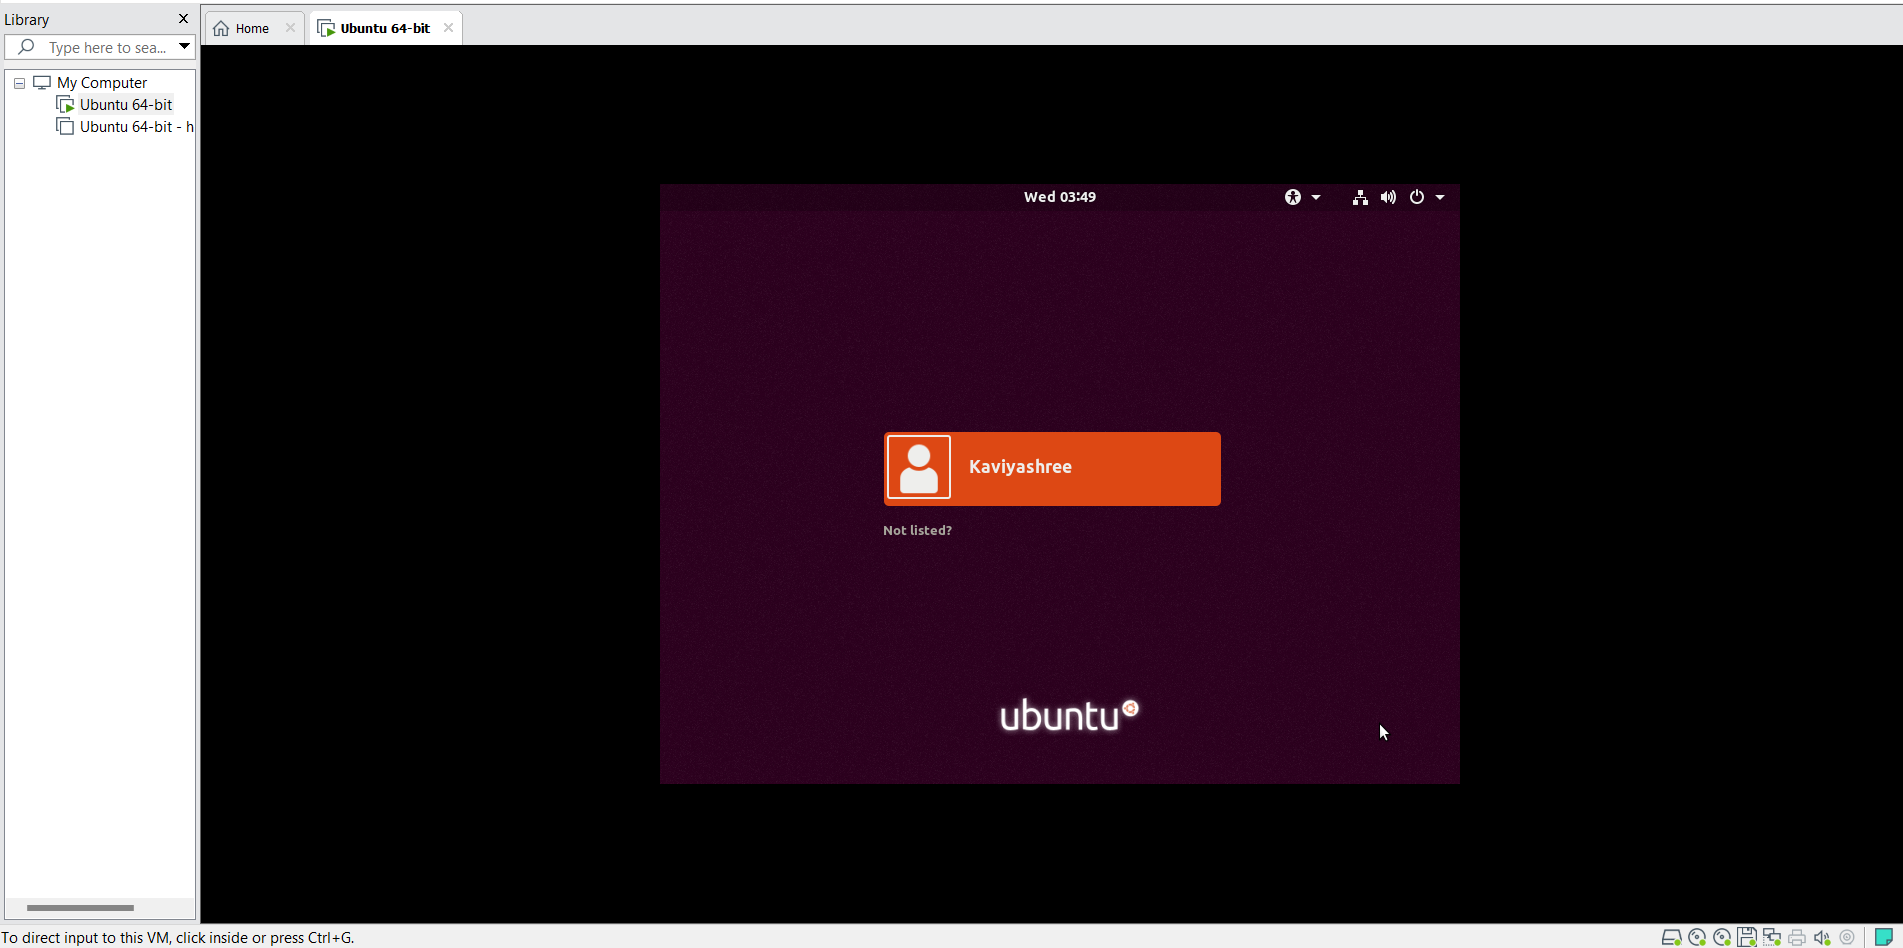 Library
Type here to sea...
My Computer
Ubuntu 64-bit
Ubuntu 64-bit - h
Home
Ubuntu 64-bit
Wed 03:49
Kaviyashree
Not listed?
ubuntu
To direct input to this VM, click inside or press Ctrl+G.